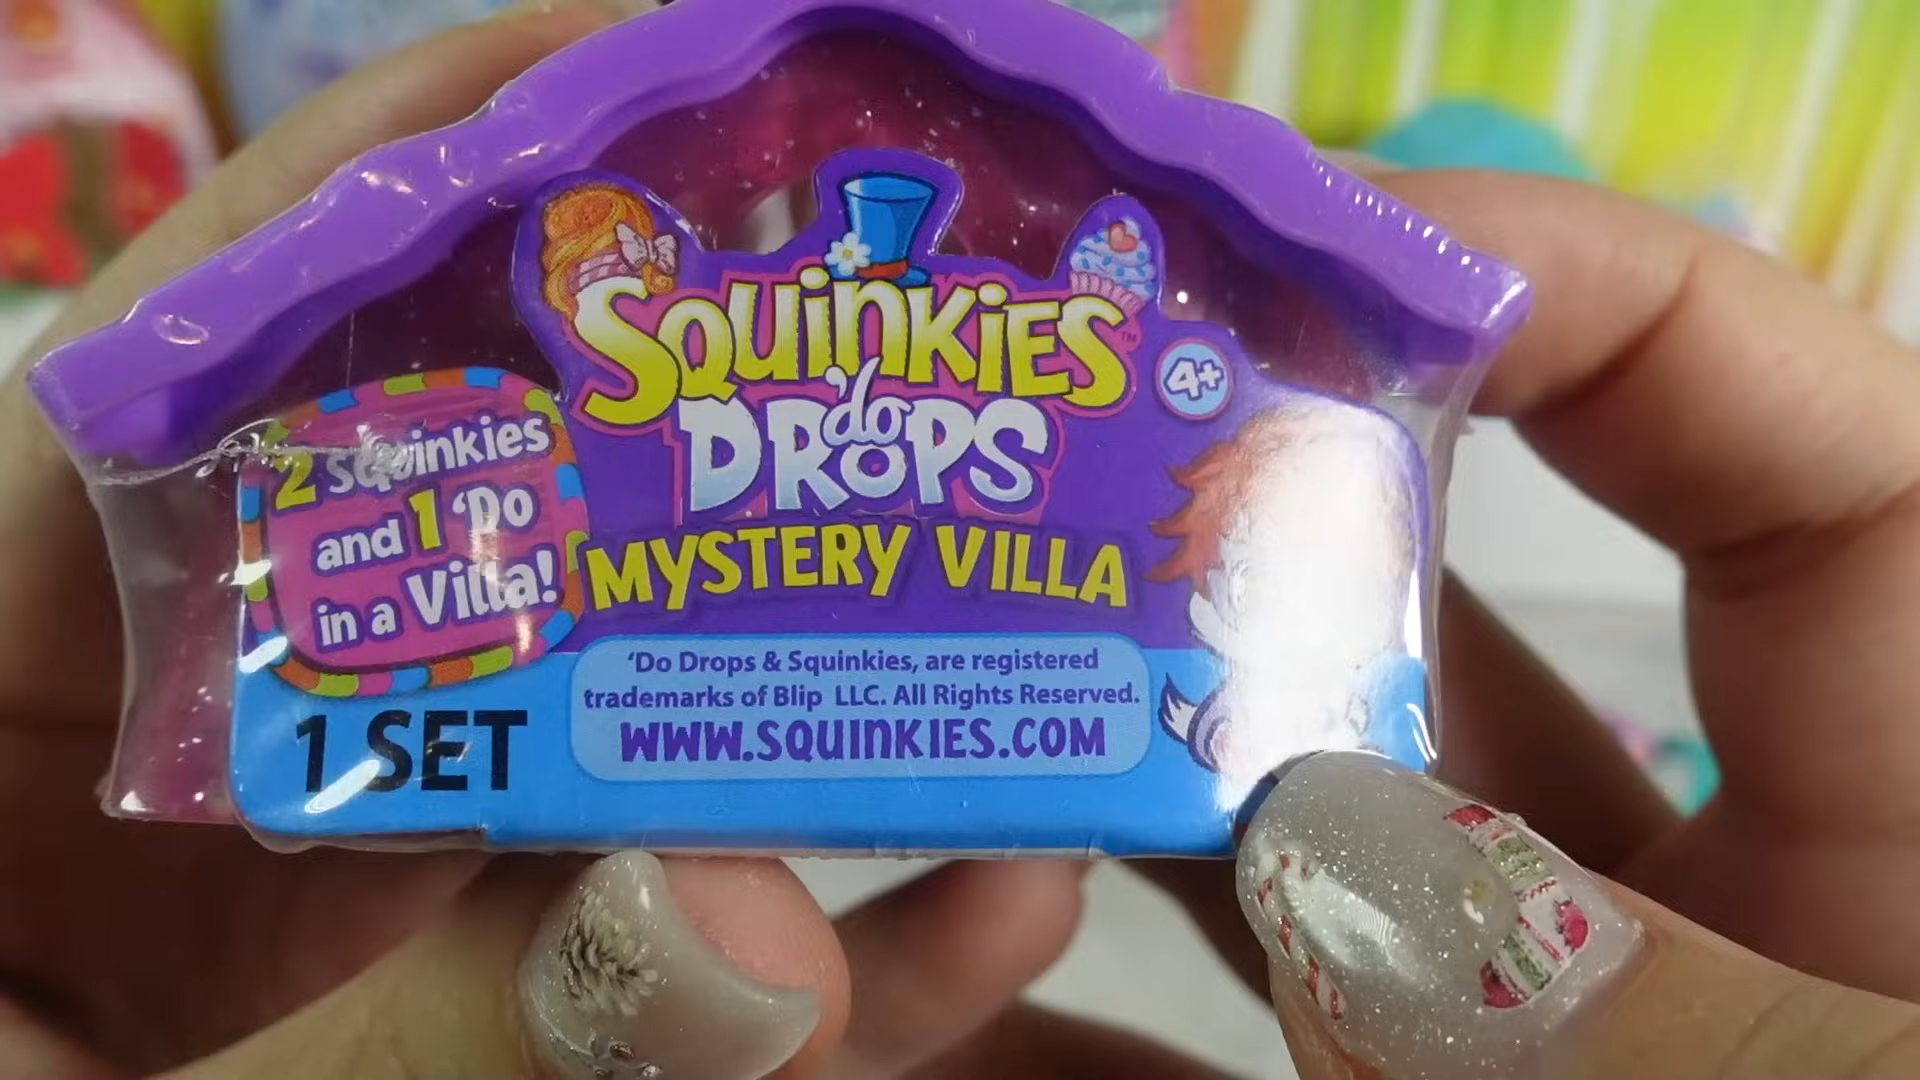 SQUiNKiES™
'do
DROPS
MYSTERY VILLA
4+
2 Squinkies
and 1 'Do
in a Villa!
1 SET
'Do Drops & Squinkies, are registered
trademarks of Blip LLC. All Rights Reserved.
WWW.SQUINKIES.COM